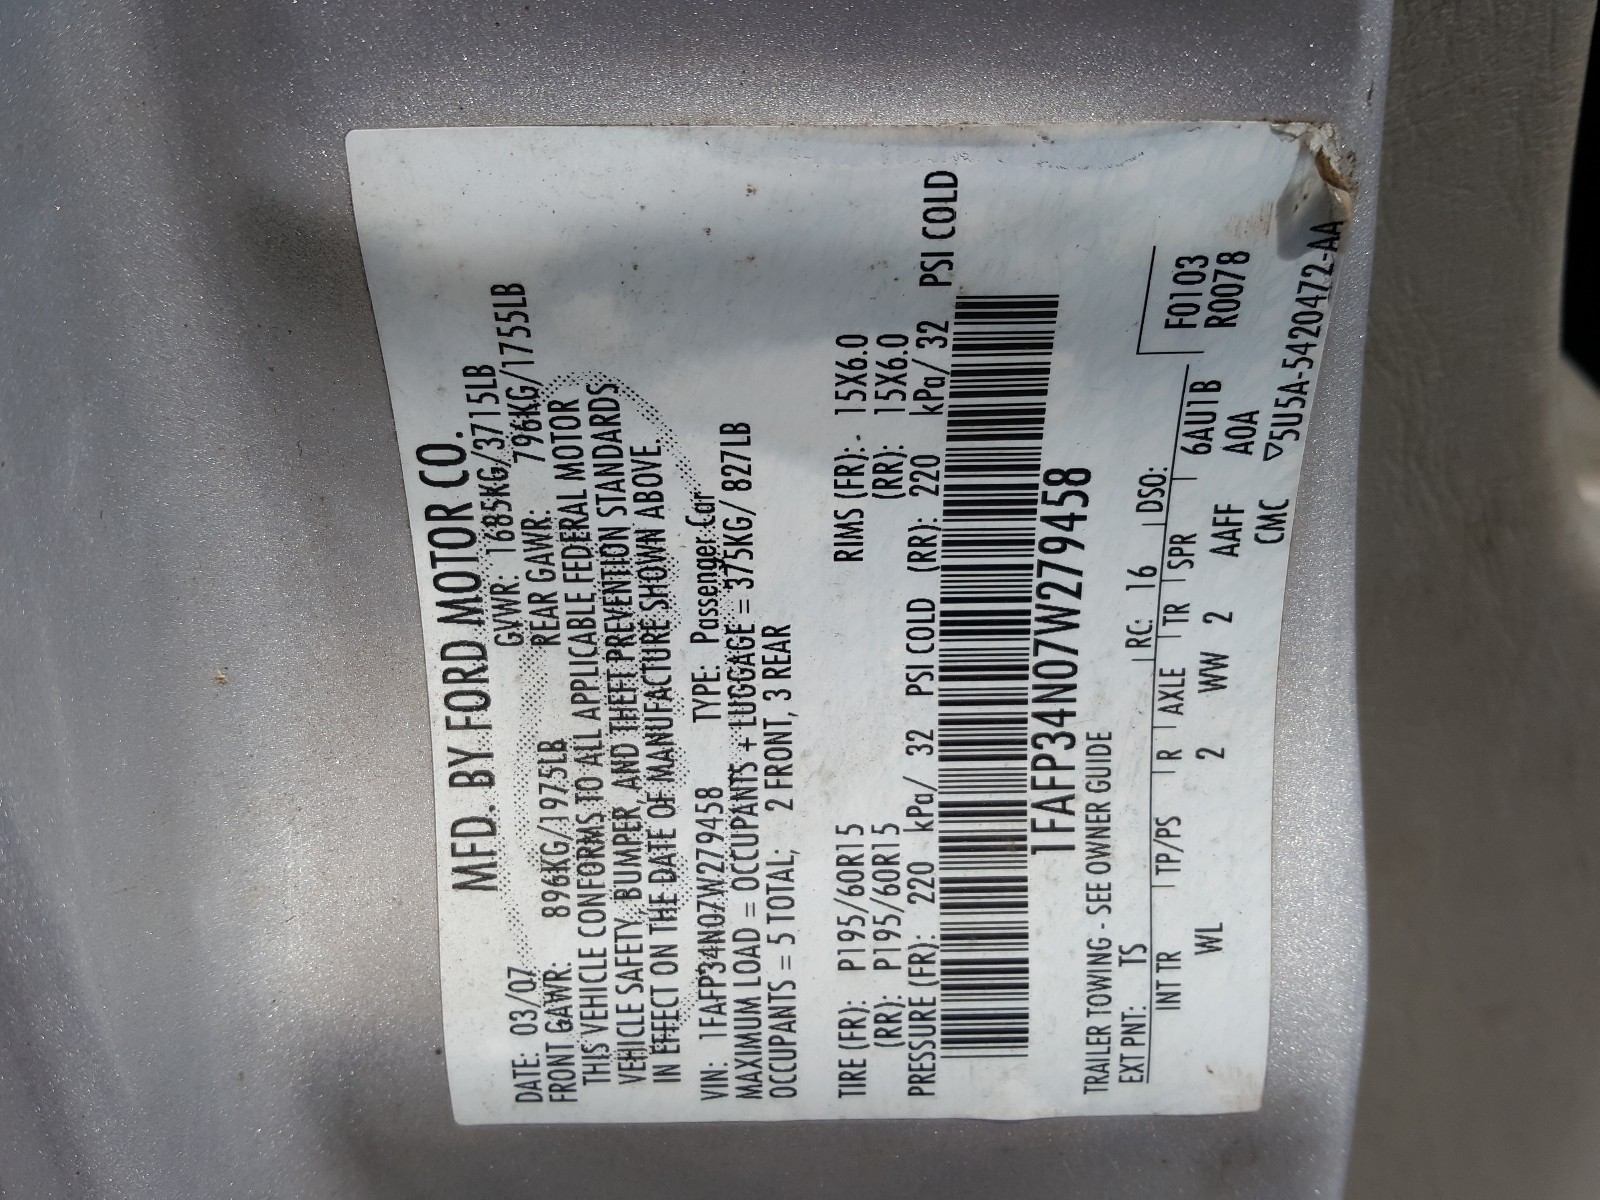 MFD. BY FORD MOTOR CO.
DATE: 03/07 GVWR: 1685KG/3715LB
FRONT GAWR: 896KG/1975LB REAR GAWR: 796KG/1755LB
THIS VEHICLE CONFORMS TO ALL APPLICABLE FEDERAL MOTOR
VEHICLE SAFETY, BUMPER, AND THEFT PREVENTION STANDARDS
IN EFFECT ON THE DATE OF MANUFACTURE SHOWN ABOVE.
VIN: 1FAFP34N07W279458 TYPE: Passenger Car
MAXIMUM LOAD = OCCUPANTS + LUGGAGE = 375KG/ 827LB
OCCUPANTS = 5 TOTAL; 2 FRONT, 3 REAR
TIRE (FR): P195/60R15 RIMS (FR): 15X6.0
(RR): P195/60R15 (RR): 15X6.0
PRESSURE (FR): 220 kPa/ 32 PSI COLD (RR): 220 kPa/ 32 PSI COLD
1FAFP34N07W279458
TRAILER TOWING - SEE OWNER GUIDE
EXT PNT: TS RC: 16 DSO: F0103
INT TR TP/PS R AXLE TR SPR 6AU1B R0078
WL 2 WW 2 AAFF AOA
CMC ▽5U5A-5420472-AA